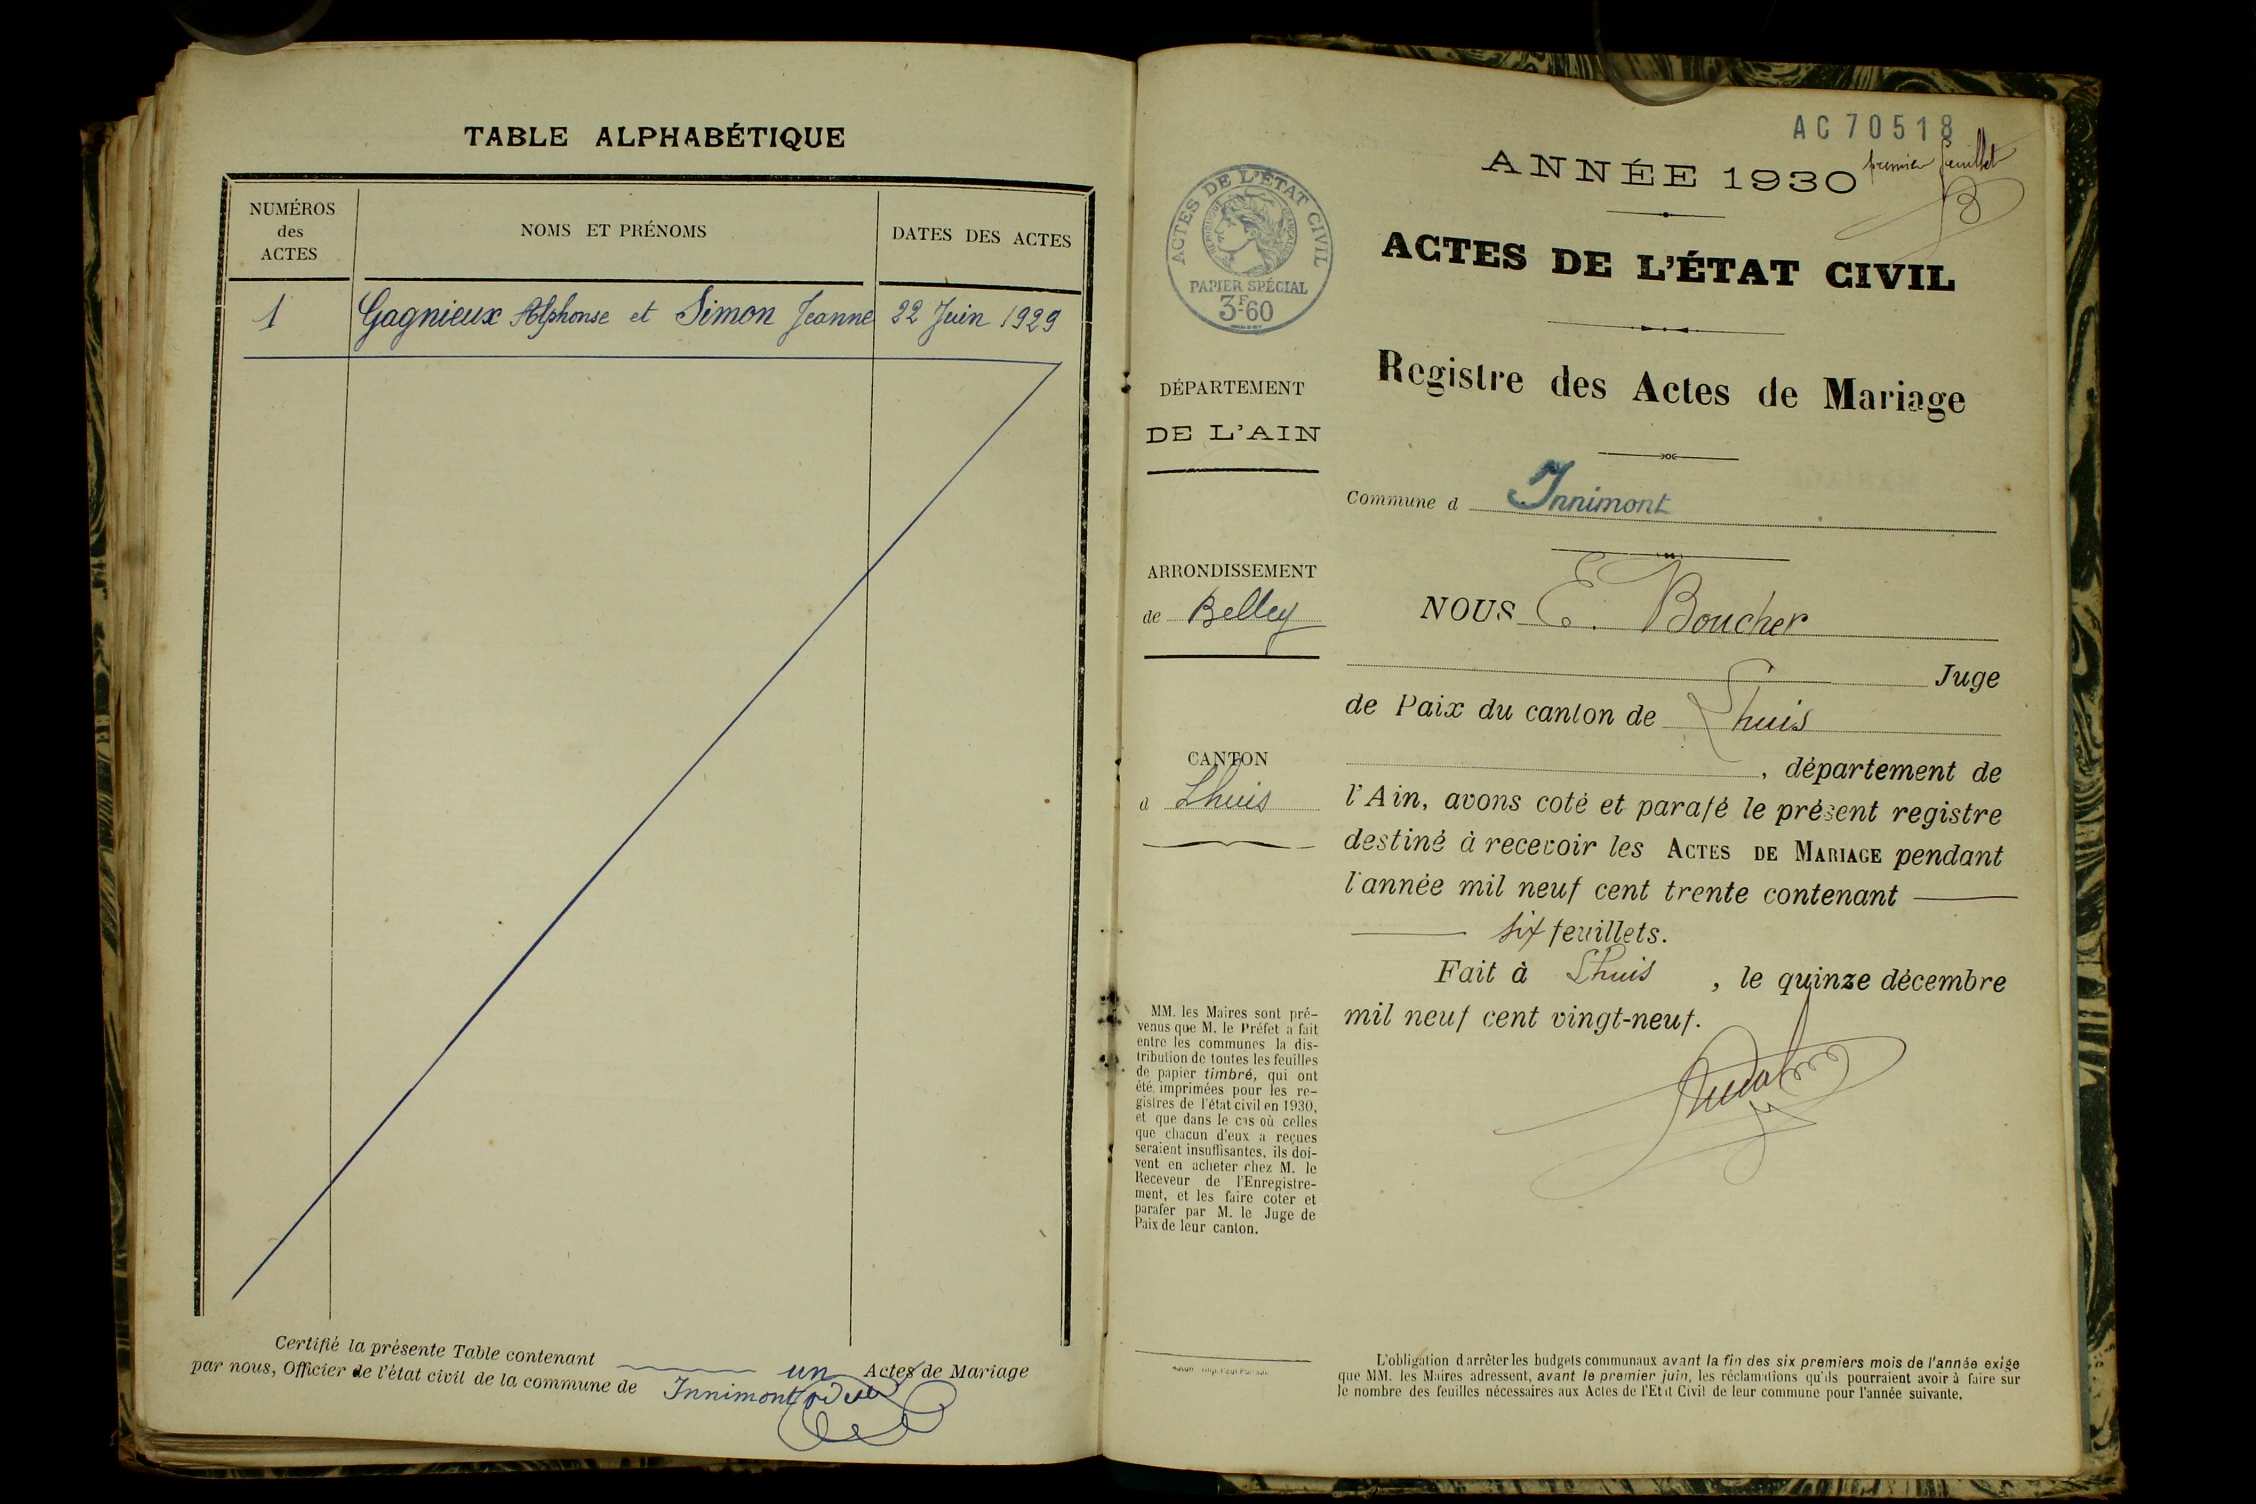 TABLE ALPHABÉTIQUE
NUMÉROS
des
ACTES
NOMS ET PRÉNOMS
DATES DES ACTES
1 Gagnieux Alphonse et Simon Jeanne 22 Juin 1929
Certifié la présente Table contenant un Actes de Mariage
par nous, Officier de l'état civil de la commune de Innimont
AC 70518
premier feuillet
ANNÉE 1930
ACTES DE L'ÉTAT CIVIL
ACTES DE L'ÉTAT CIVIL
RÉPUBLIQUE FRANÇAISE
PAPIER SPÉCIAL
3F.60
DÉPARTEMENT
DE L'AIN
ARRONDISSEMENT
de Belley
CANTON
d Lhuis
MM. les Maires sont pré-
venus que M. le Préfet a fait
entre les communes la dis-
tribution de toutes les feuilles
de papier timbré, qui ont
été imprimées pour les re-
gistres de l'état civil en 1930,
et que dans le cas où celles
que chacun d'eux a reçues
seraient insuffisantes, ils doi-
vent en acheter chez M. le
Receveur de l'Enregistre-
ment, et les faire coter et
parafer par M. le Juge de
Paix de leur canton.
Registre des Actes de Mariage
Commune d Innimont
NOUS E. Boucher
Juge
de Paix du canton de Lhuis
, département de
l'Ain, avons coté et parafé le présent registre
destiné à recevoir les ACTES DE MARIAGE pendant
l'année mil neuf cent trente contenant
six feuillets.
Fait à Lhuis , le quinze décembre
mil neuf cent vingt-neuf.
L'obligation d'arrêter les budgets communaux avant la fin des six premiers mois de l'année exige
que MM. les Maires adressent, avant le premier juin, les réclamations qu'ils pourraient avoir à faire sur
le nombre des feuilles nécessaires aux Actes de l'Etat Civil de leur commune pour l'année suivante.